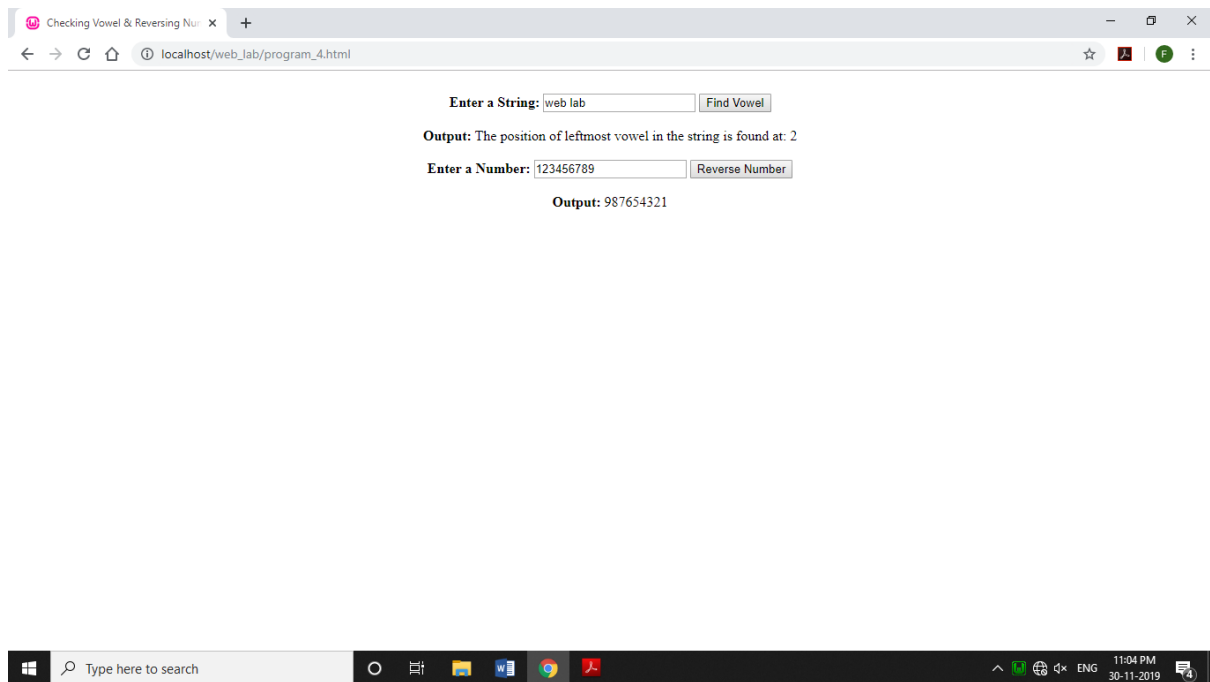 Checking Vowel & Reversing Nur
localhost/web_lab/program_4.html
F
Enter a String: web lab Find Vowel
Output: The position of leftmost vowel in the string is found at: 2
Enter a Number: 123456789 Reverse Number
Output: 987654321
Type here to search
W
ENG
11:04 PM
30-11-2019
4